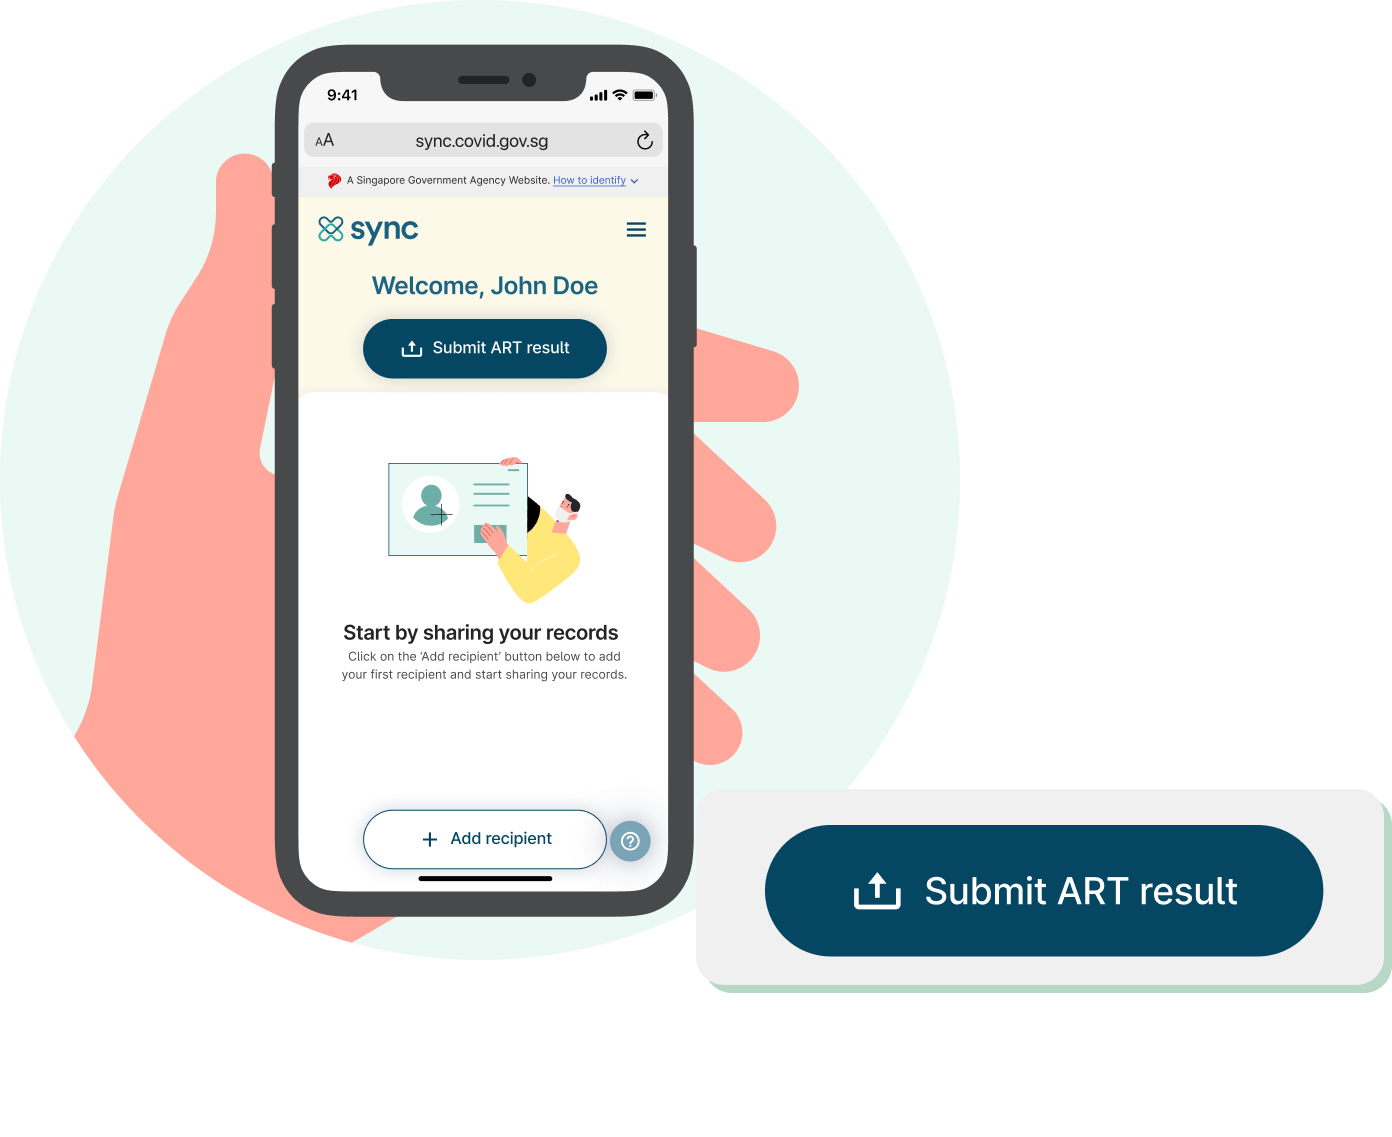 9:41
AA
sync.covid.gov.sg
A Singapore Government Agency Website. How to identify
sync
Welcome, John Doe
Submit ART result
Start by sharing your records
Click on the ‘Add recipient’ button below to add
your first recipient and start sharing your records.
+ Add recipient
?
Submit ART result